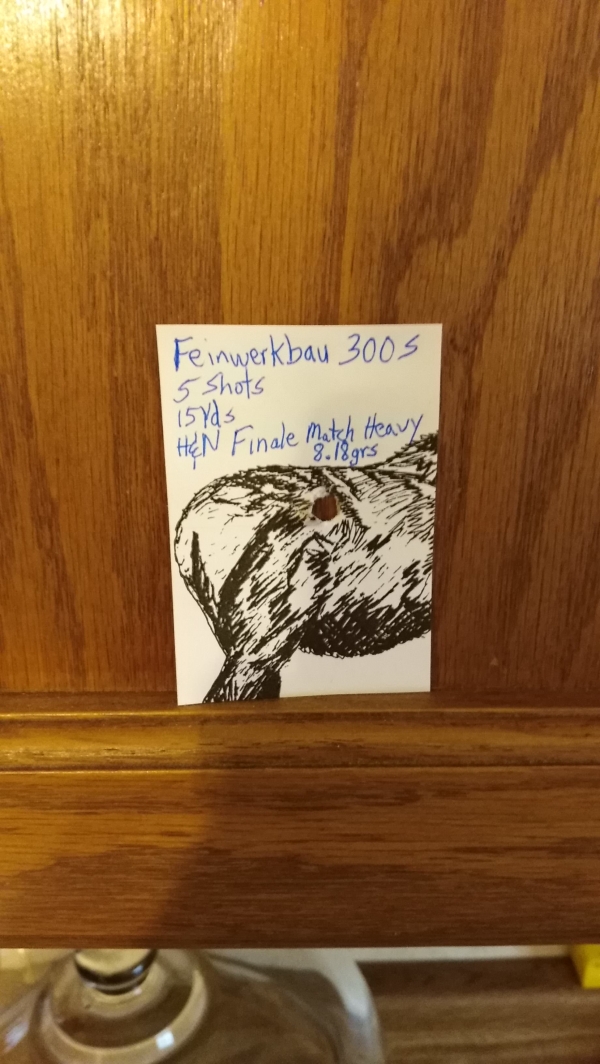 Feinwerkbau 300s
5 Shots
15Yds
H&N Finale Match Heavy
8.18grs